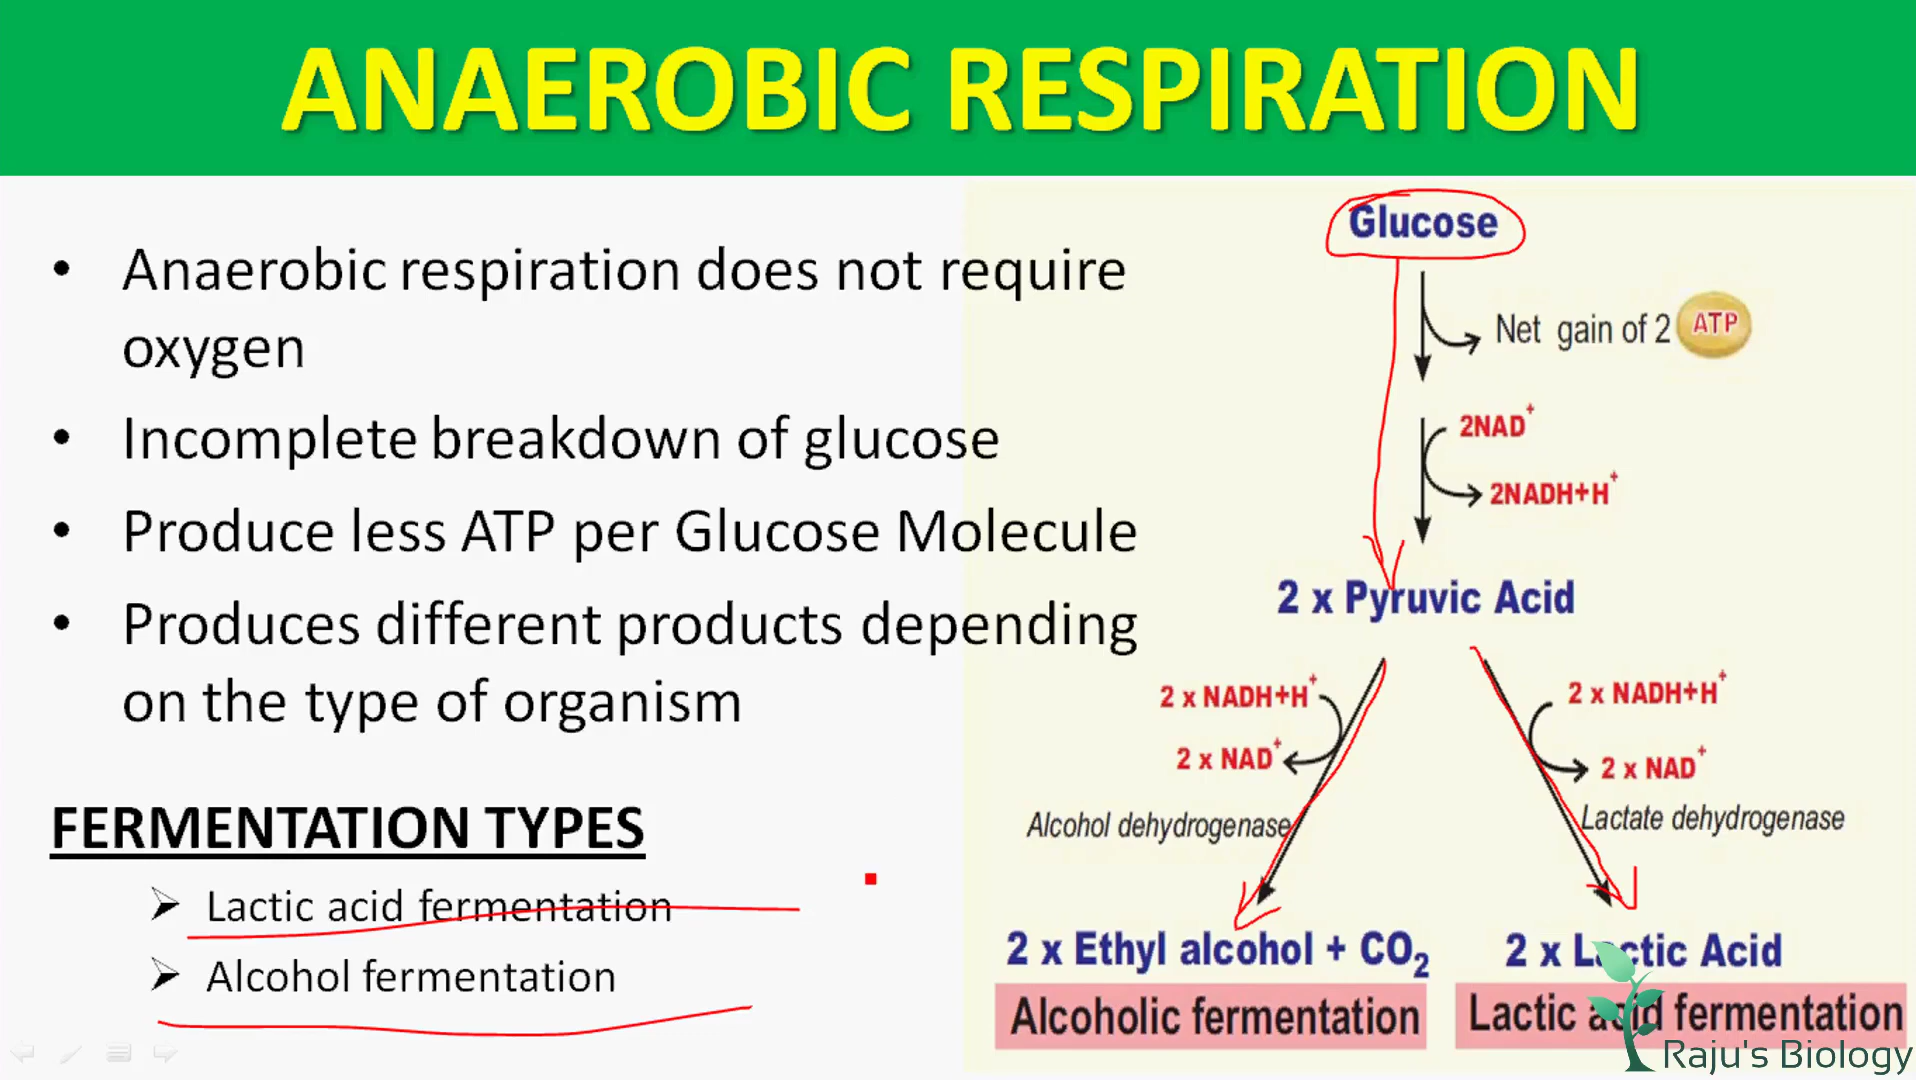 ANAEROBIC RESPIRATION
• Anaerobic respiration does not require
oxygen
• Incomplete breakdown of glucose
• Produce less ATP per Glucose Molecule
• Produces different products depending
on the type of organism
FERMENTATION TYPES
➢ Lactic acid fermentation
➢ Alcohol fermentation
Glucose
Net gain of 2 ATP
2NAD⁺
2NADH+H⁺
2 x Pyruvic Acid
2 x NADH+H⁺
2 x NAD⁺
Alcohol dehydrogenase
2 x Ethyl alcohol + CO₂
Alcoholic fermentation
2 x NADH+H⁺
2 x NAD⁺
Lactate dehydrogenase
2 x Lactic Acid
Lactic acid fermentation
Raju's Biology